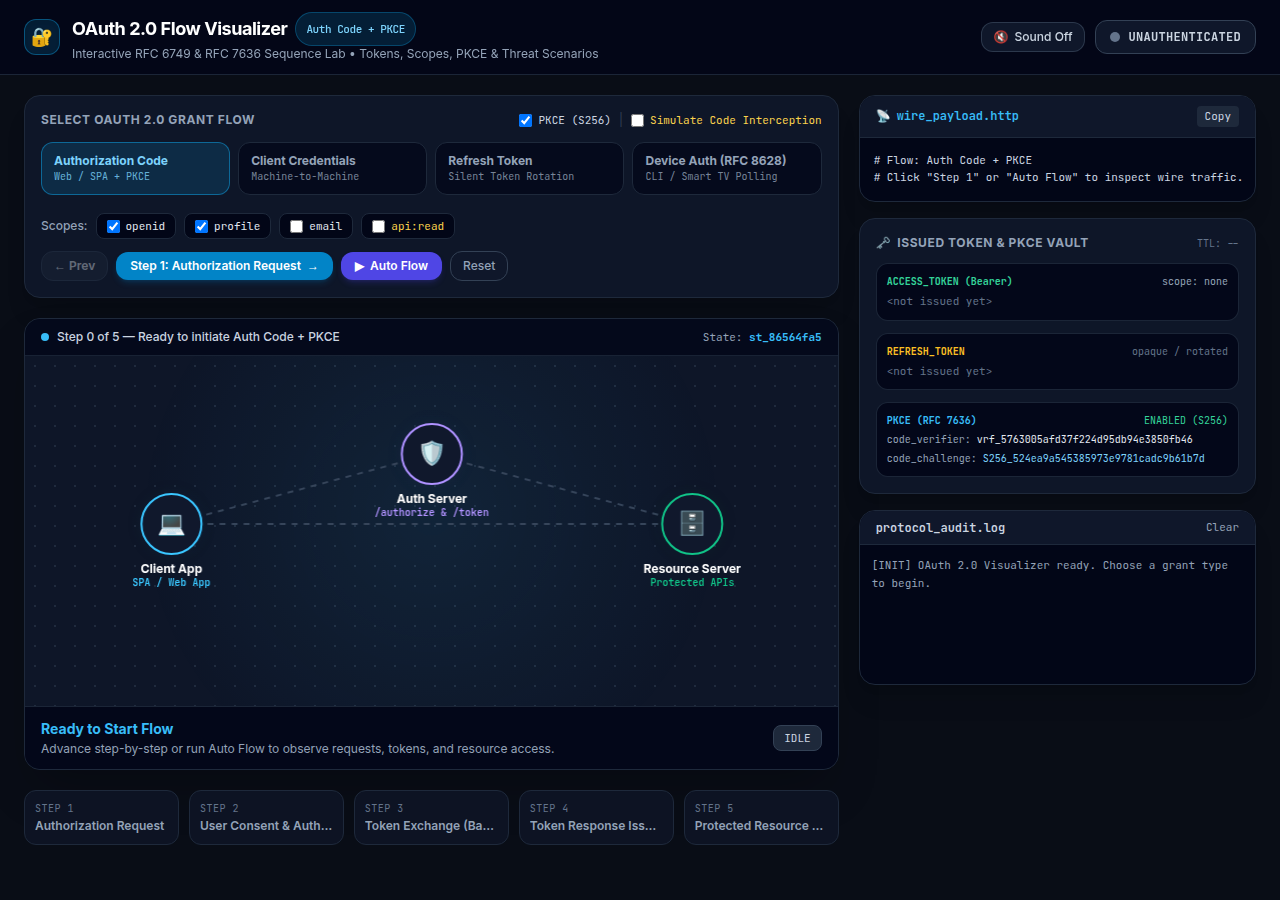 OAuth 2.0 Flow Visualizer
Auth Code + PKCE
Interactive RFC 6749 & RFC 7636 Sequence Lab • Tokens, Scopes, PKCE & Threat Scenarios
Sound Off
UNAUTHENTICATED
SELECT OAUTH 2.0 GRANT FLOW
PKCE (S256)
Simulate Code Interception
Authorization Code
Web / SPA + PKCE
Client Credentials
Machine-to-Machine
Refresh Token
Silent Token Rotation
Device Auth (RFC 8628)
CLI / Smart TV Polling
Scopes:
openid
profile
email
api:read
← Prev
Step 1: Authorization Request →
▶ Auto Flow
Reset
Step 0 of 5 — Ready to initiate Auth Code + PKCE
State: st_86564fa5
Auth Server
/authorize & /token
Client App
SPA / Web App
Resource Server
Protected APIs
Ready to Start Flow
Advance step-by-step or run Auto Flow to observe requests, tokens, and resource access.
IDLE
STEP 1
Authorization Request
STEP 2
User Consent & Auth...
STEP 3
Token Exchange (Ba...
STEP 4
Token Response Iss...
STEP 5
Protected Resource ...
wire_payload.http
Copy
# Flow: Auth Code + PKCE
# Click "Step 1" or "Auto Flow" to inspect wire traffic.
ISSUED TOKEN & PKCE VAULT
TTL: --
ACCESS_TOKEN (Bearer)
scope: none
<not issued yet>
REFRESH_TOKEN
opaque / rotated
<not issued yet>
PKCE (RFC 7636)
ENABLED (S256)
code_verifier: vrf_5763005afd37f224d95db94e3850fb46
code_challenge: S256_524ea9a545385973e9781cadc9b61b7d
protocol_audit.log
Clear
[INIT] OAuth 2.0 Visualizer ready. Choose a grant type
to begin.